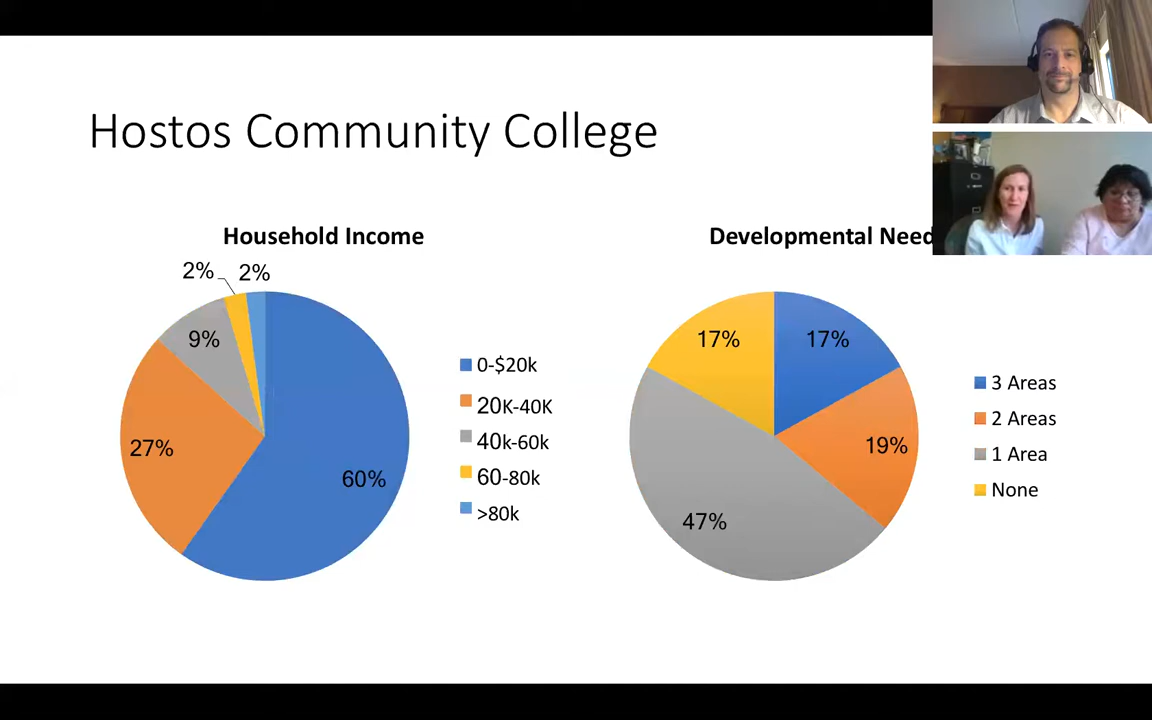 Hostos Community College
Household Income
2%
2%
9%
27%
60%
0-$20k
20K-40K
40k-60k
60-80k
>80k
Developmental Need
17%
17%
19%
47%
3 Areas
2 Areas
1 Area
None